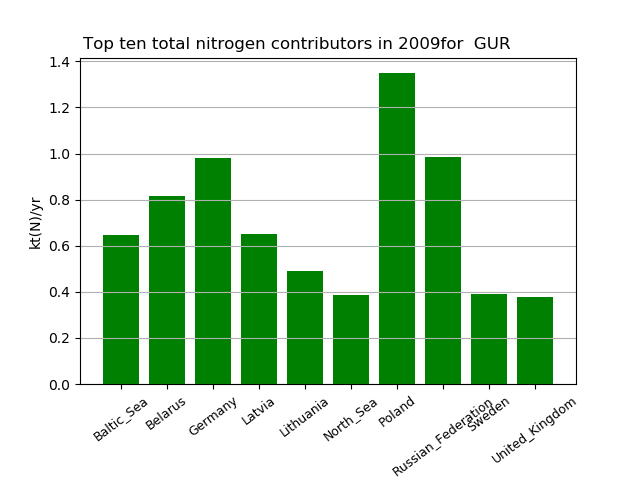 Top ten total nitrogen contributors in 2009for  GUR
kt(N)/yr
1.4
1.2
1.0
0.8
0.6
0.4
0.2
0.0
Baltic_Sea
Belarus
Germany
Latvia
Lithuania
North_Sea
Poland
Russian_Federation
Sweden
United_Kingdom